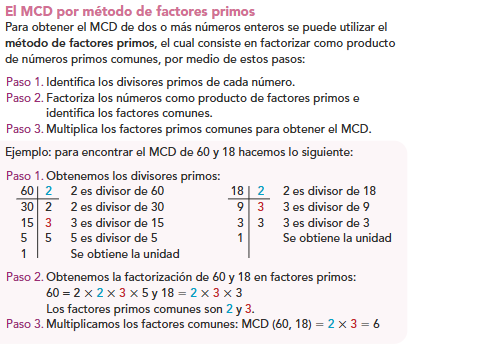 El MCD por método de factores primos
Para obtener el MCD de dos o más números enteros se puede utilizar el
método de factores primos, el cual consiste en factorizar como producto
de números primos comunes, por medio de estos pasos:
Paso 1. Identifica los divisores primos de cada número.
Paso 2. Factoriza los números como producto de factores primos e
identifica los factores comunes.
Paso 3. Multiplica los factores primos comunes para obtener el MCD.
Ejemplo: para encontrar el MCD de 60 y 18 hacemos lo siguiente:
Paso 1. Obtenemos los divisores primos:
60 | 2 2 es divisor de 60
30 | 2 2 es divisor de 30
15 | 3 3 es divisor de 15
5 | 5 5 es divisor de 5
1 | Se obtiene la unidad
18 | 2 2 es divisor de 18
9 | 3 3 es divisor de 9
3 | 3 3 es divisor de 3
1 | Se obtiene la unidad
Paso 2. Obtenemos la factorización de 60 y 18 en factores primos:
60 = 2 × 2 × 3 × 5 y 18 = 2 × 3 × 3
Los factores primos comunes son 2 y 3.
Paso 3. Multiplicamos los factores comunes: MCD (60, 18) = 2 × 3 = 6